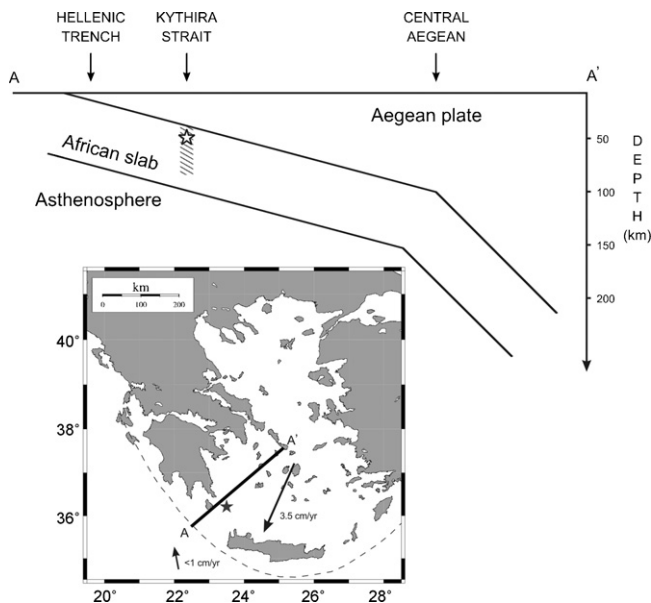 HELLENIC TRENCH
KYTHIRA STRAIT
CENTRAL AEGEAN
A
A'
Aegean plate
African slab
Asthenosphere
50
100
150
200
DEPTH
(km)
km
0 100 200
40°
38°
36°
A'
A
3.5 cm/yr
<1 cm/yr
20° 22° 24° 26° 28°